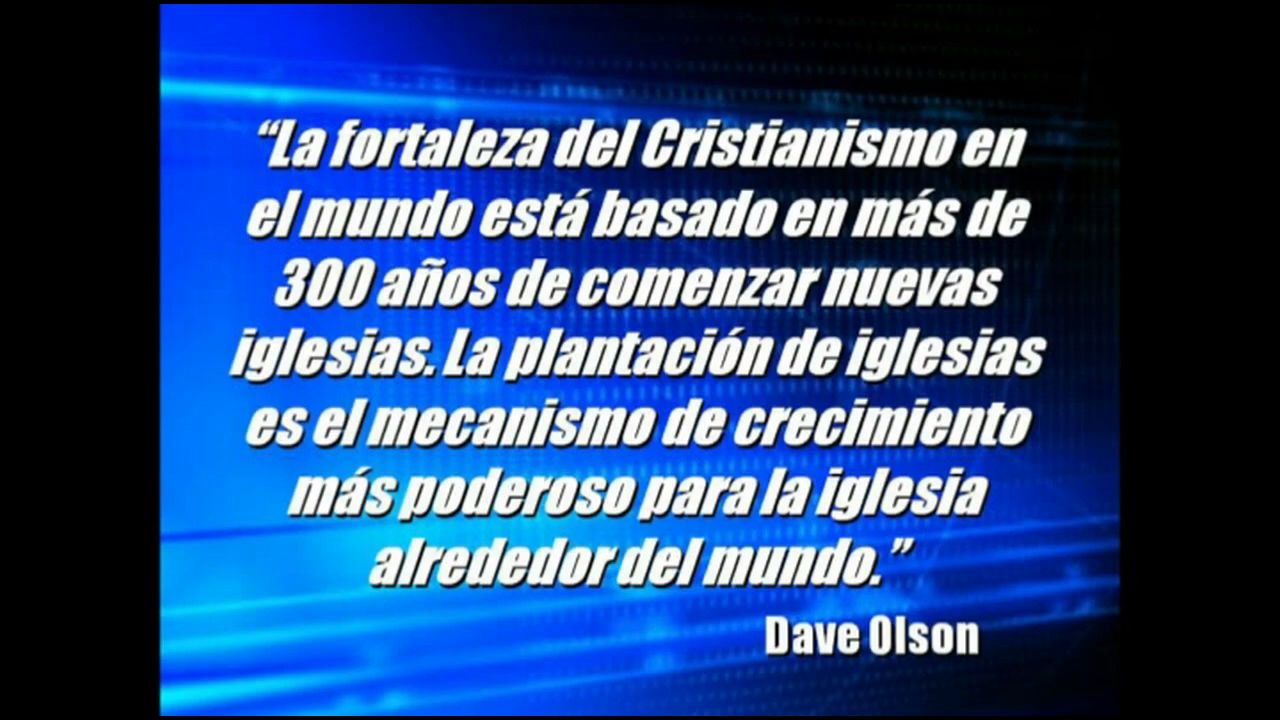 “La fortaleza del Cristianismo en
el mundo está basado en más de
300 años de comenzar nuevas
iglesias. La plantación de iglesias
es el mecanismo de crecimiento
más poderoso para la iglesia
alrededor del mundo.”
Dave Olson